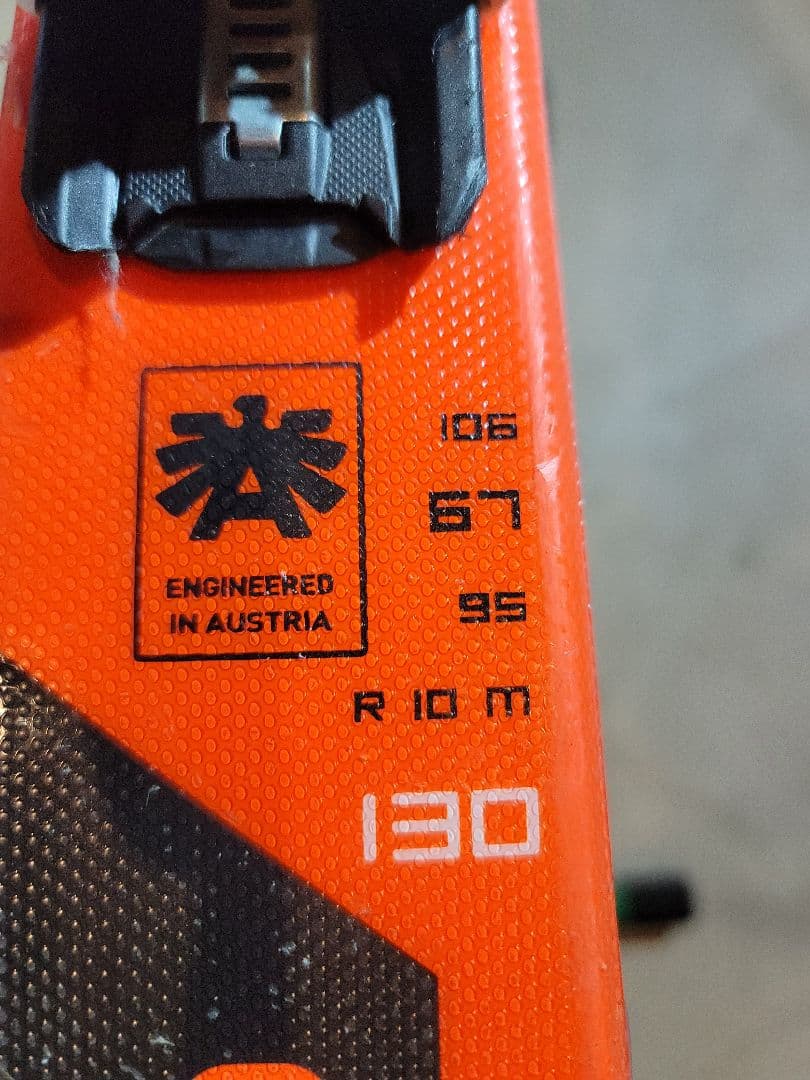 106
67
ENGINEERED
95
IN AUSTRIA
R 10 m
130